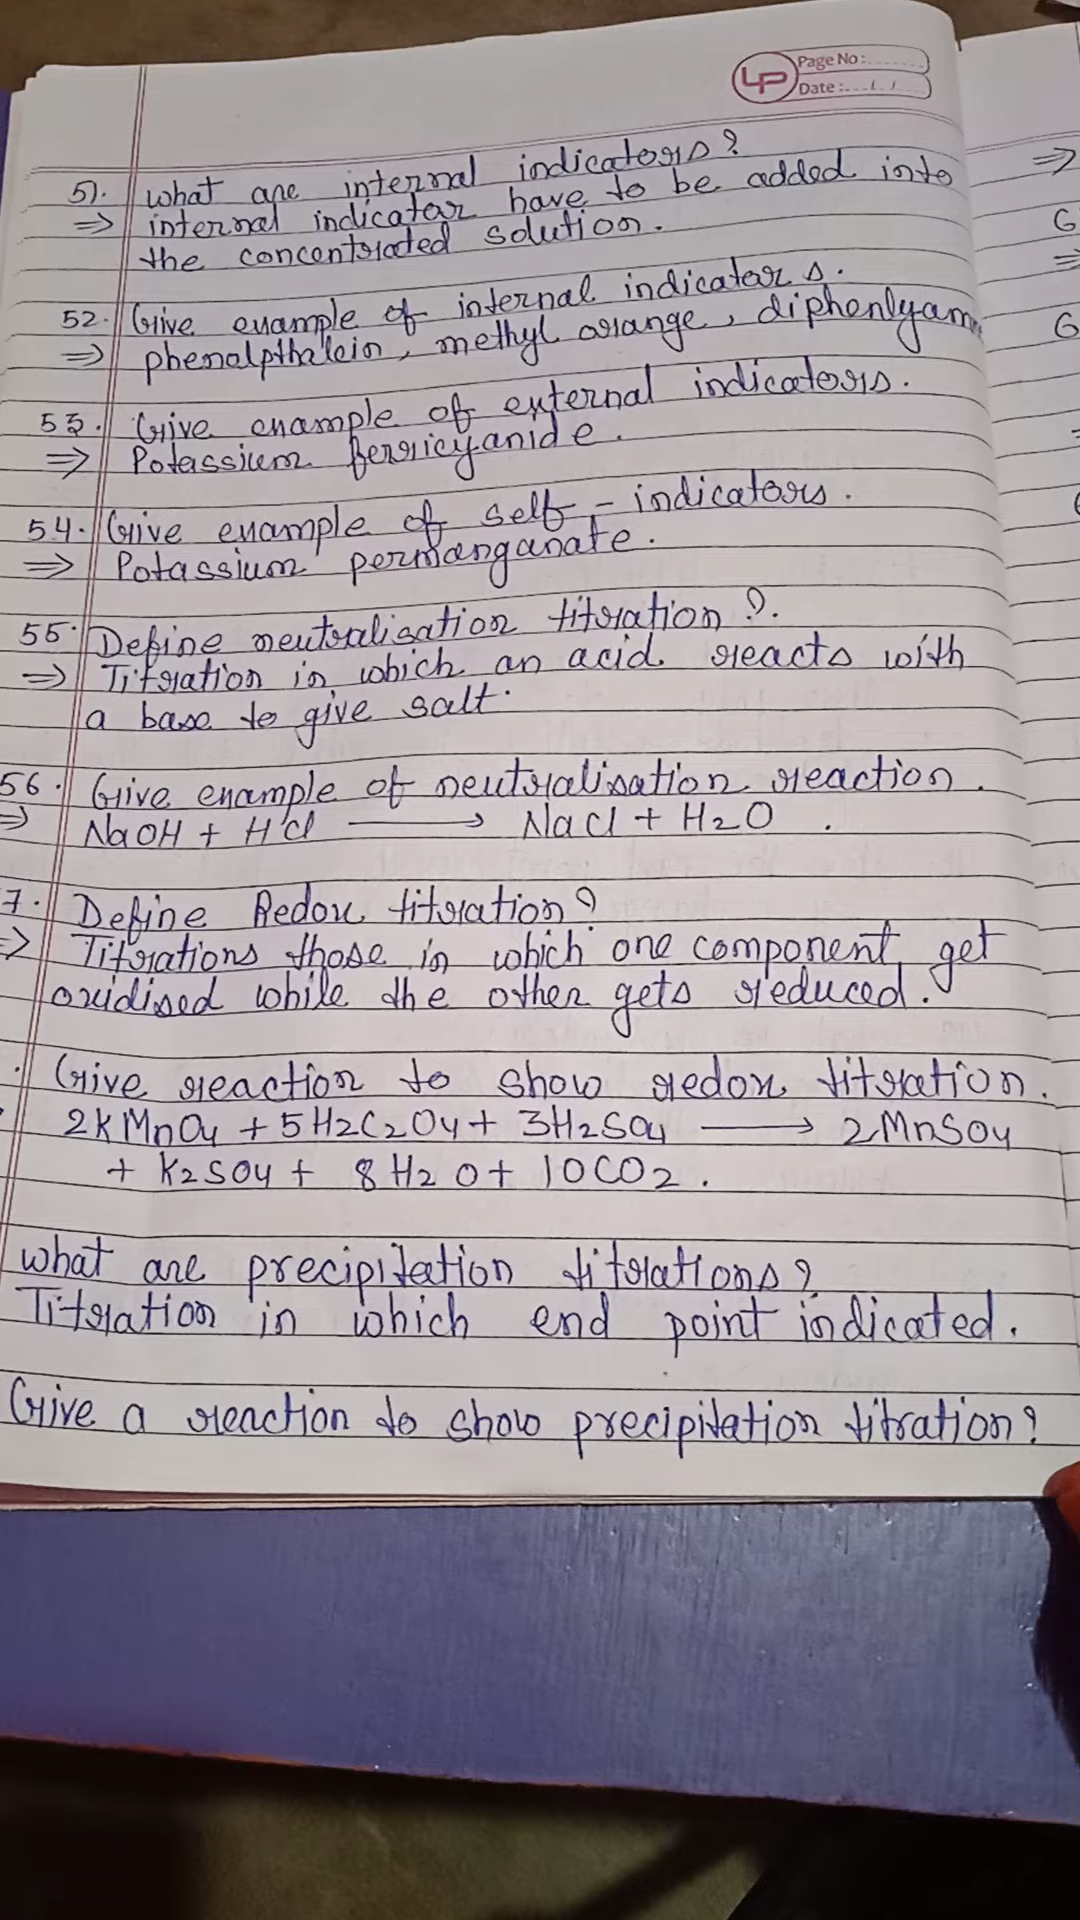 LP Page No:
Date:
51. what are internal indicators?
⇒ internal indicator have to be added into
the concentrated solution.
52. Give example of internal indicators.
⇒ phenalpthalein, methyl orange, diphenlyam
53. Give example of external indicators.
⇒ Potassium ferricyanide.
54. Give example of self-indicators.
⇒ Potassium permanganate.
55. Define neutralisation titration?.
⇒ Titration in which an acid reacts with
a base to give salt.
56. Give example of neutralisation reaction.
⇒ NaOH + HCl ⟶ NaCl + H2O .
7. Define Redox titration?
⇒ Titrations those in which one component get
oxidised while the other gets reduced.
. Give reaction to show redox titration.
2KMnO4 + 5H2C2O4 + 3H2SO4 ⟶ 2MnSO4
+ K2SO4 + 8H2O + 10CO2.
what are precipitation titrations?
Titration in which end point indicated.
Give a reaction to show precipitation titration?
⇒
6
⇒
6